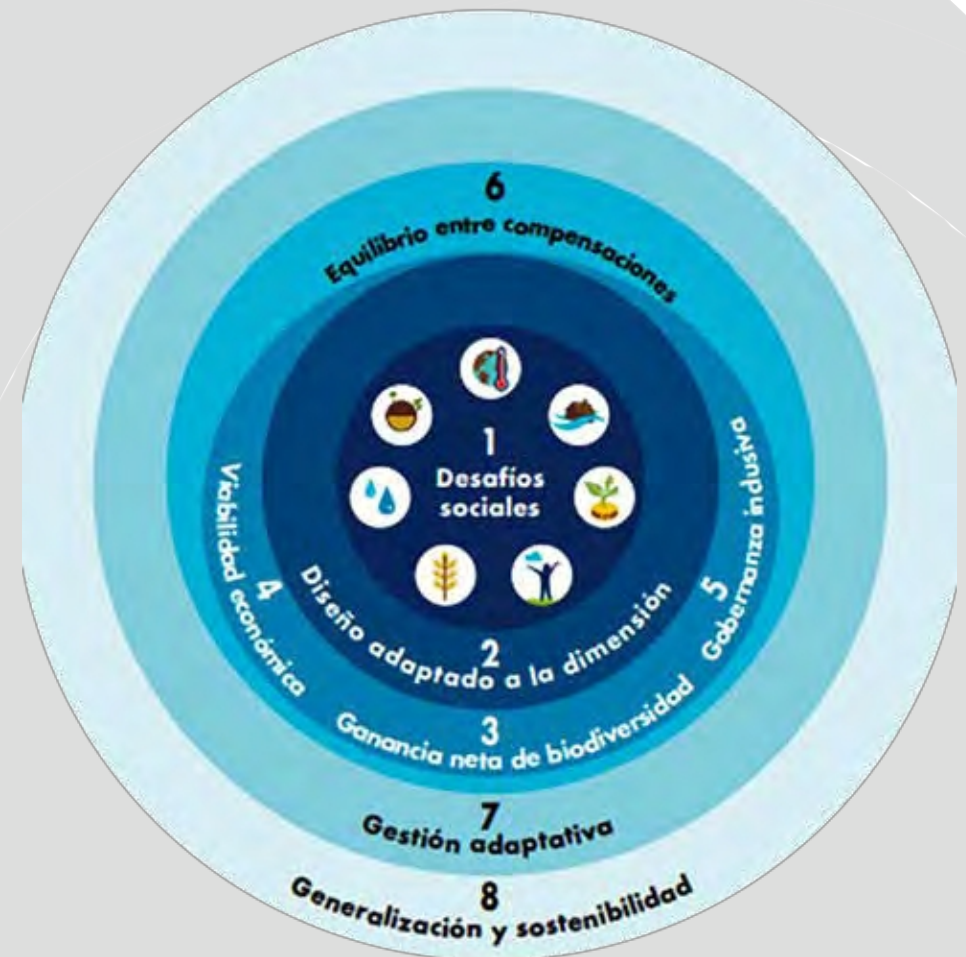 6
Equilibrio entre compensaciones
1
Desafíos
sociales
4
Viabilidad económica
5
Gobernanza inclusiva
2
Diseño adaptado a la dimensión
3
Ganancia neta de biodiversidad
7
Gestión adaptativa
8
Generalización y sostenibilidad